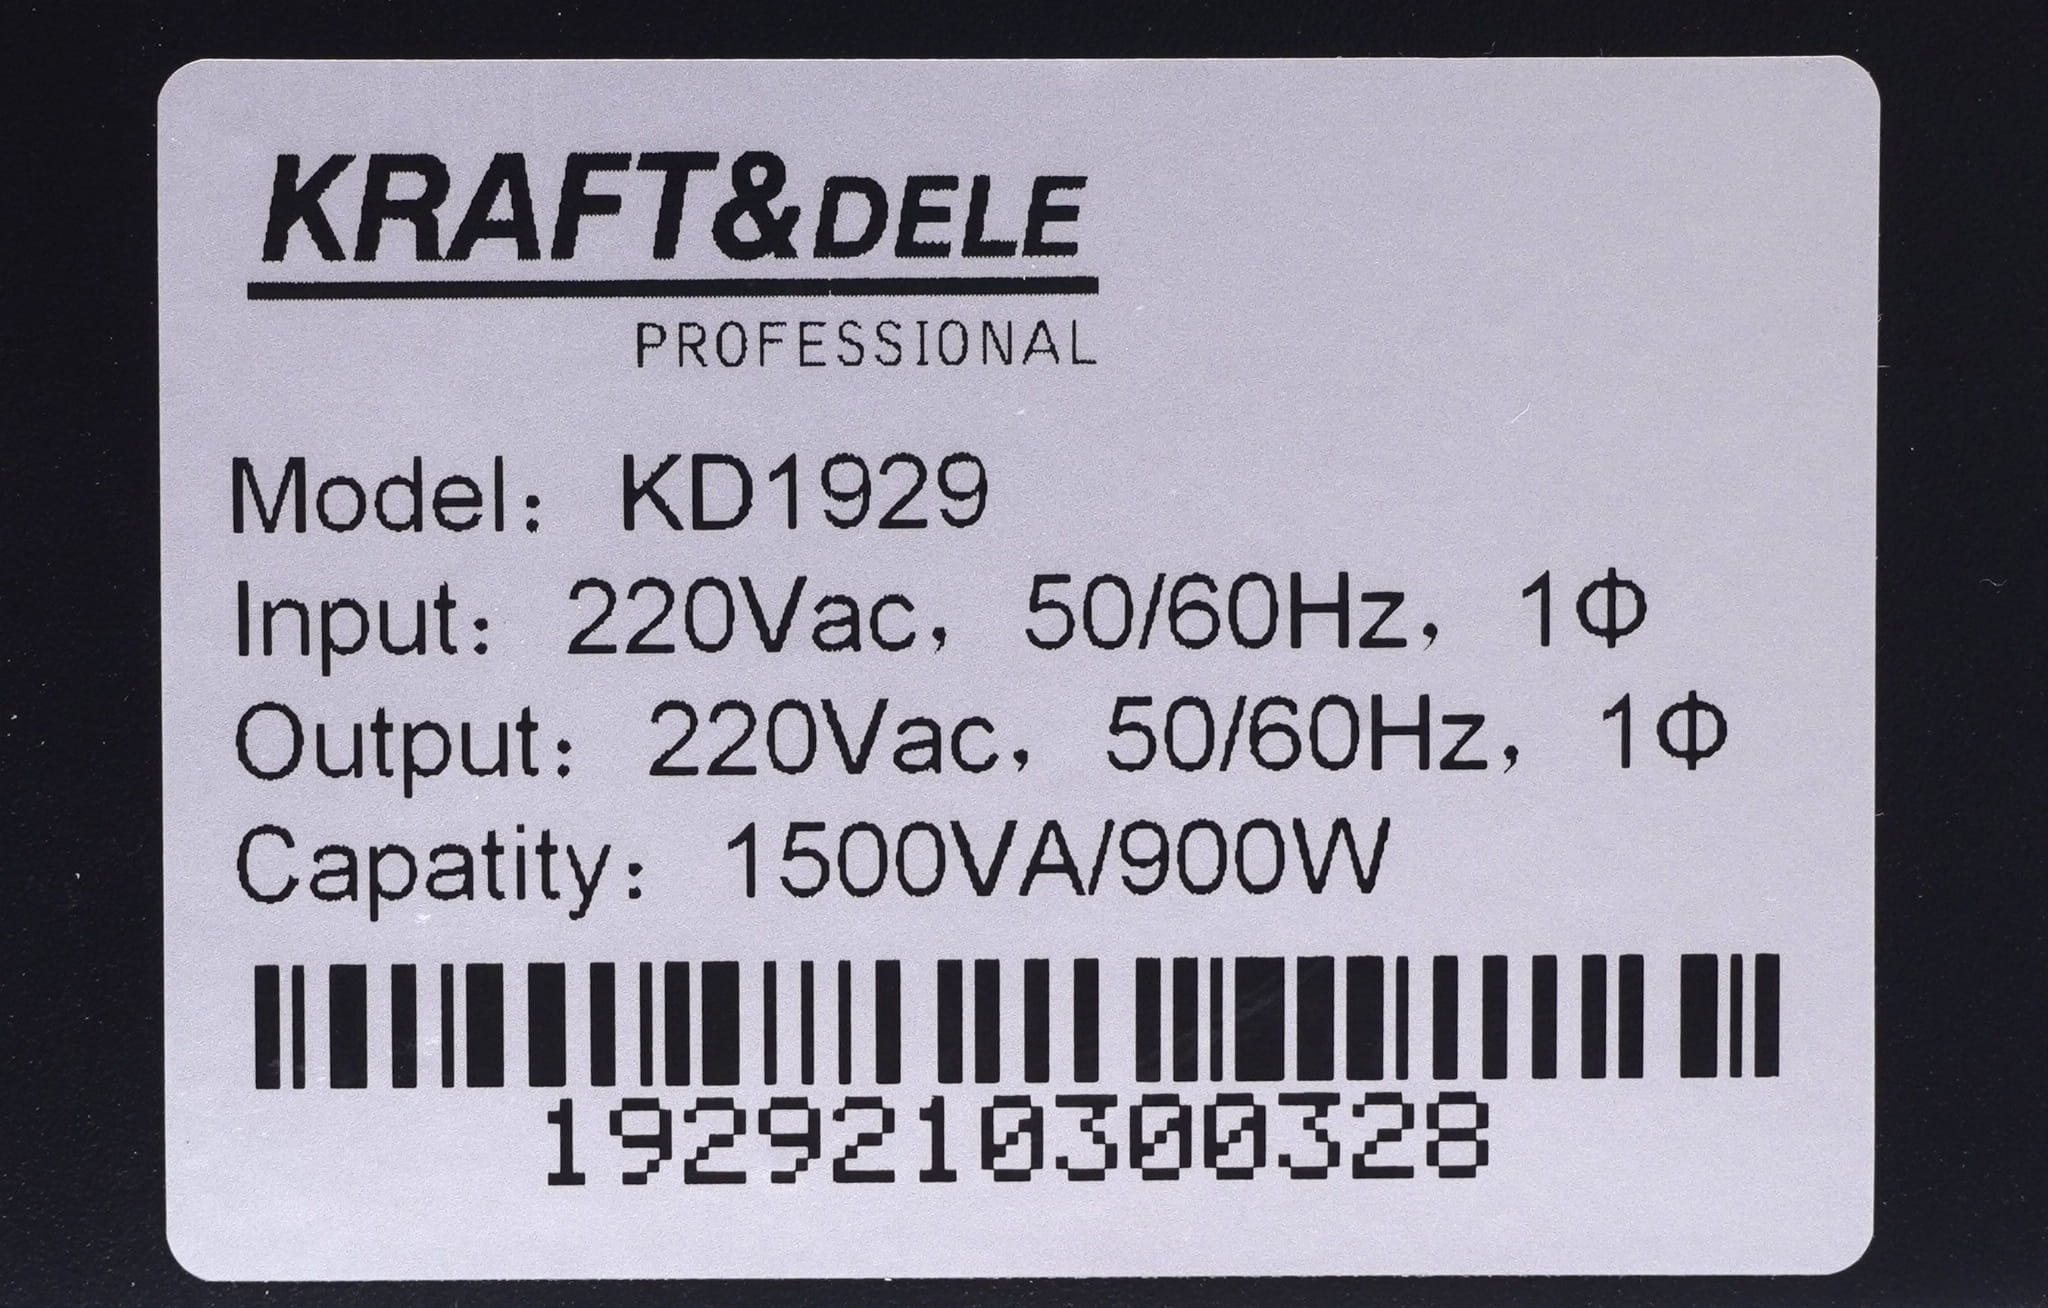 KRAFT&DELE
PROFESSIONAL
Model: KD1929
Input: 220Vac, 50/60Hz, 1Φ
Output: 220Vac, 50/60Hz, 1Φ
Capatity: 1500VA/900W
1929210300328